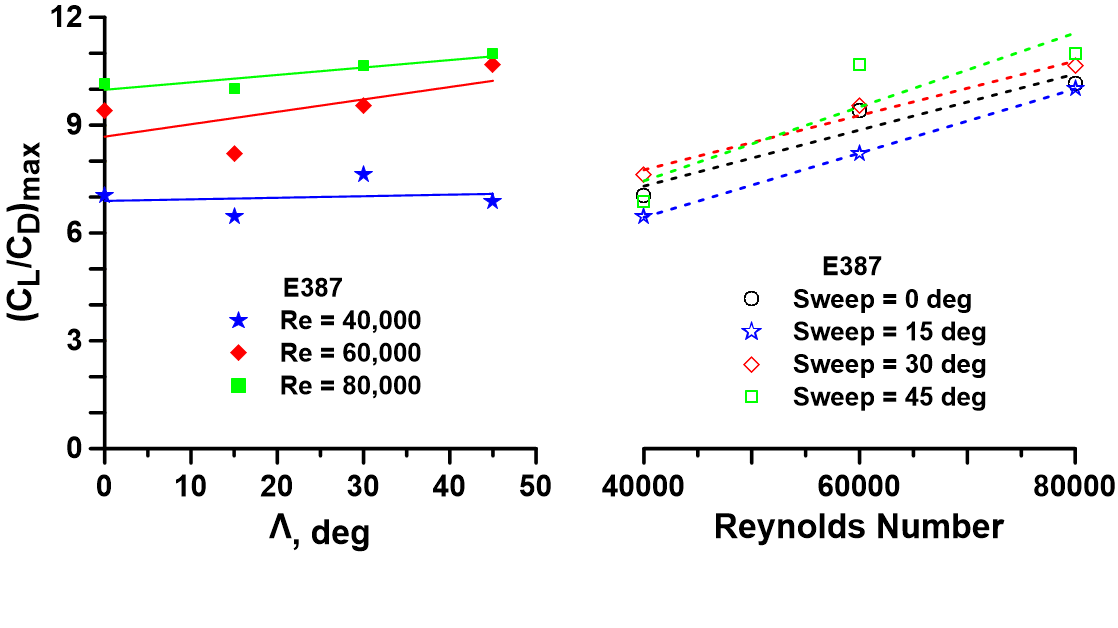 12
9
6
3
0
(CL/CD)max
E387
Re = 40,000
Re = 60,000
Re = 80,000
0 10 20 30 40 50
Λ, deg
E387
Sweep = 0 deg
Sweep = 15 deg
Sweep = 30 deg
Sweep = 45 deg
40000 60000 80000
Reynolds Number